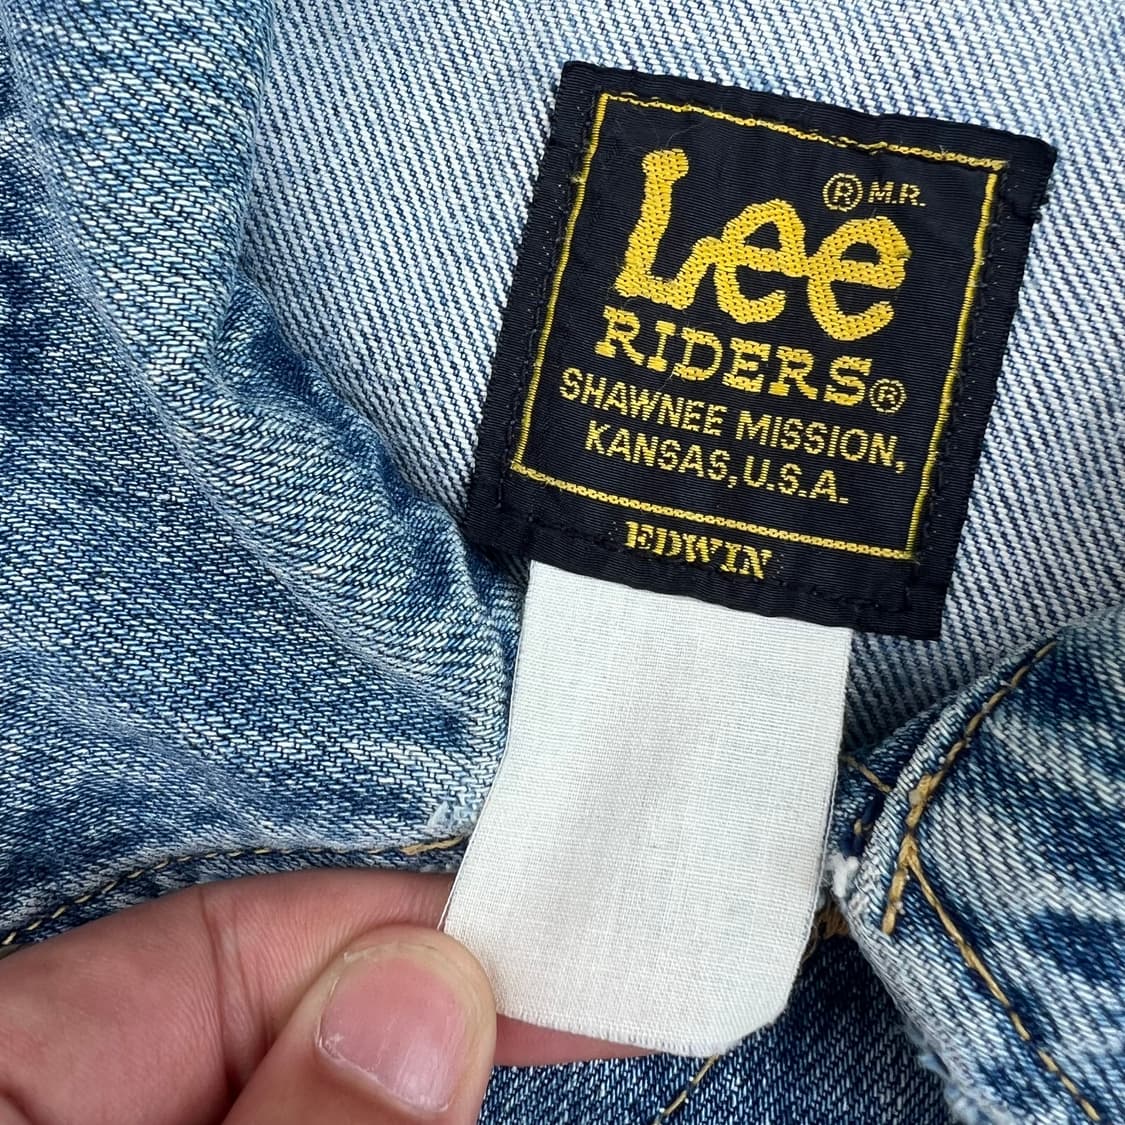 ® M.R.
Lee
RIDERS®
SHAWNEE MISSION,
KANSAS, U.S.A.
EDWIN